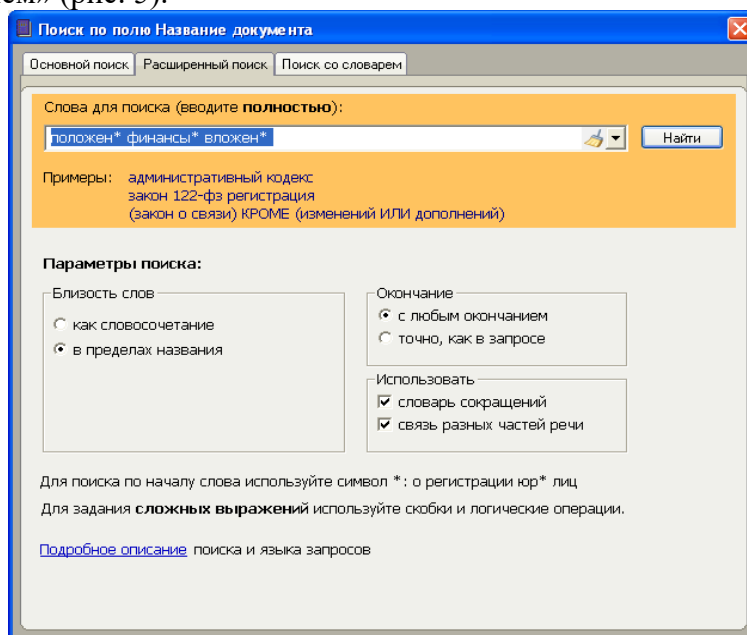 ем» (рис. 5).
Поиск по полю Название документа
Основной поиск Расширенный поиск Поиск со словарем
Слова для поиска (вводите полностью):
положен* финансы* вложен* Найти
Примеры: административный кодекс
закон 122-фз регистрация
(закон о связи) КРОМЕ (изменений ИЛИ дополнений)
Параметры поиска:
Близость слов
как словосочетание
в пределах названия
Окончание
с любым окончанием
точно, как в запросе
Использовать
словарь сокращений
связь разных частей речи
Для поиска по началу слова используйте символ *: о регистрации юр* лиц
Для задания сложных выражений используйте скобки и логические операции.
Подробное описание поиска и языка запросов